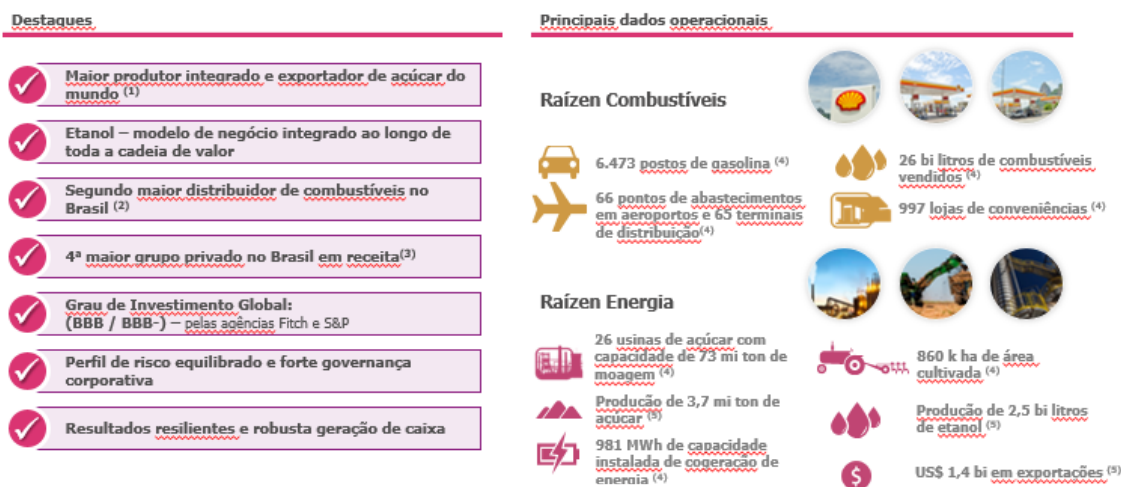 Destaques
Maior produtor integrado e exportador de açúcar do
mundo (1)
Etanol – modelo de negócio integrado ao longo de
toda a cadeia de valor
Segundo maior distribuidor de combustíveis no
Brasil (2)
4ª maior grupo privado no Brasil em receita(3)
Grau de Investimento Global:
(BBB / BBB-) – pelas agências Fitch e S&P
Perfil de risco equilibrado e forte governança
corporativa
Resultados resilientes e robusta geração de caixa
Principais dados operacionais
Raízen Combustíveis
6.473 postos de gasolina (4)
26 bi litros de combustíveis
vendidos (4)
66 pontos de abastecimentos
em aeroportos e 65 terminais
de distribuição(4)
997 lojas de conveniências (4)
Raízen Energia
26 usinas de açúcar com
capacidade de 73 mi ton de
moagem (4)
860 k ha de área
cultivada (4)
Produção de 3,7 mi ton de
açucar (5)
Produção de 2,5 bi litros
de etanol (5)
981 MWh de capacidade
instalada de cogeração de
energia (4)
US$ 1,4 bi em exportações (5)